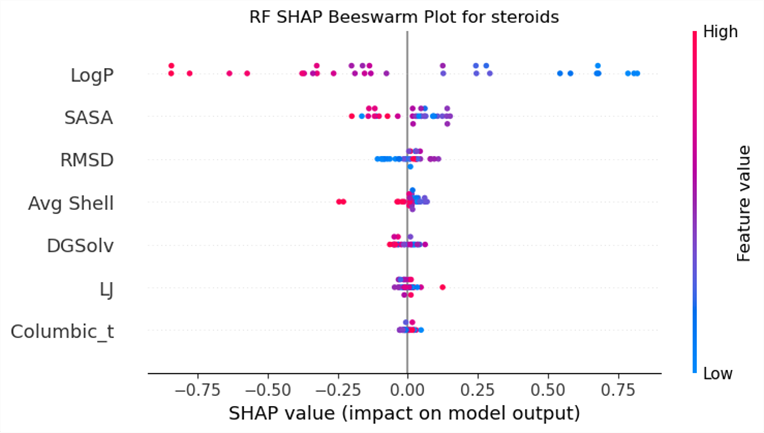 RF SHAP Beeswarm Plot for steroids
High
LogP
SASA
RMSD
Avg Shell
DGSolv
LJ
Columbic_t
Feature value
Low
−0.75 −0.50 −0.25 0.00 0.25 0.50 0.75
SHAP value (impact on model output)